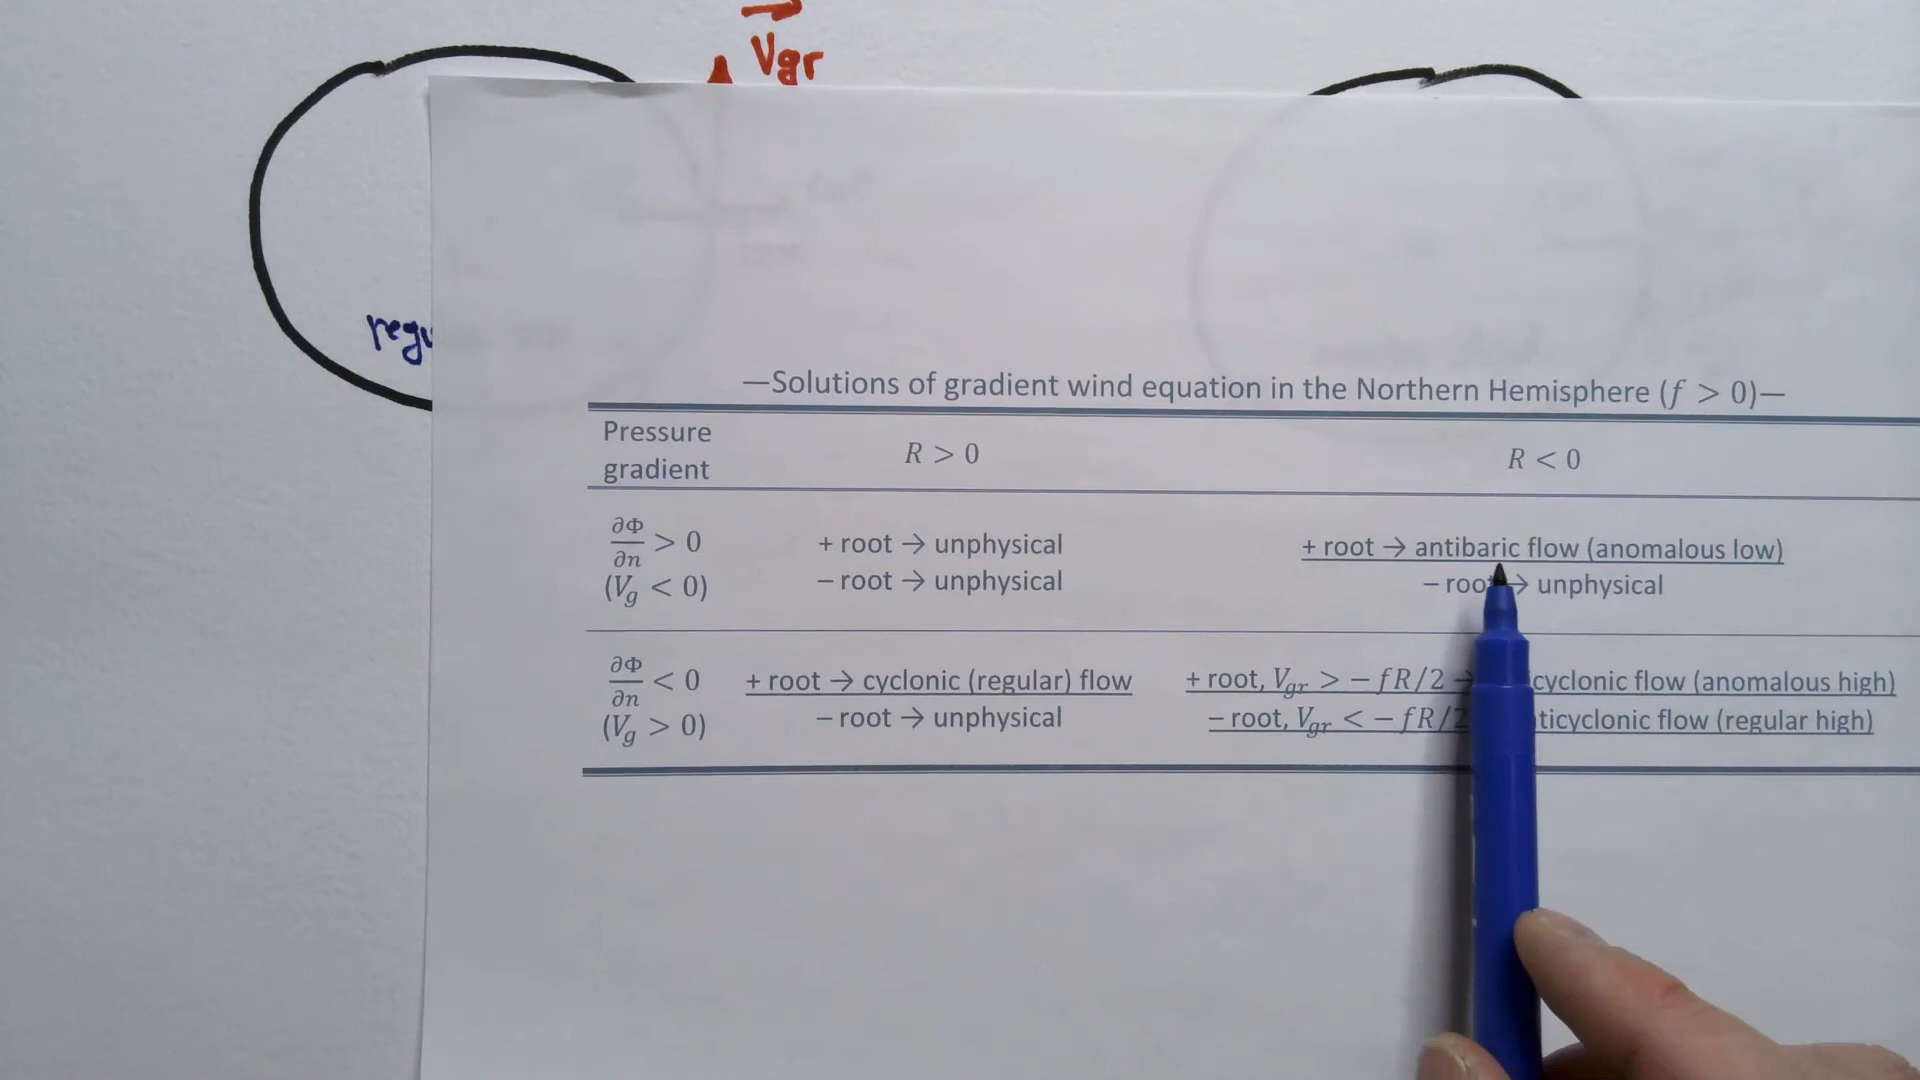 Vgr
regu
—Solutions of gradient wind equation in the Northern Hemisphere (f > 0)—
Pressure gradient
R > 0
R < 0
∂Φ/∂n > 0
(V_g < 0)
+ root → unphysical
− root → unphysical
+ root → antibaric flow (anomalous low)
− root → unphysical
∂Φ/∂n < 0
(V_g > 0)
+ root → cyclonic (regular) flow
− root → unphysical
+ root, V_gr > − fR/2 → cyclonic flow (anomalous high)
− root, V_gr < − fR/2 ticyclonic flow (regular high)